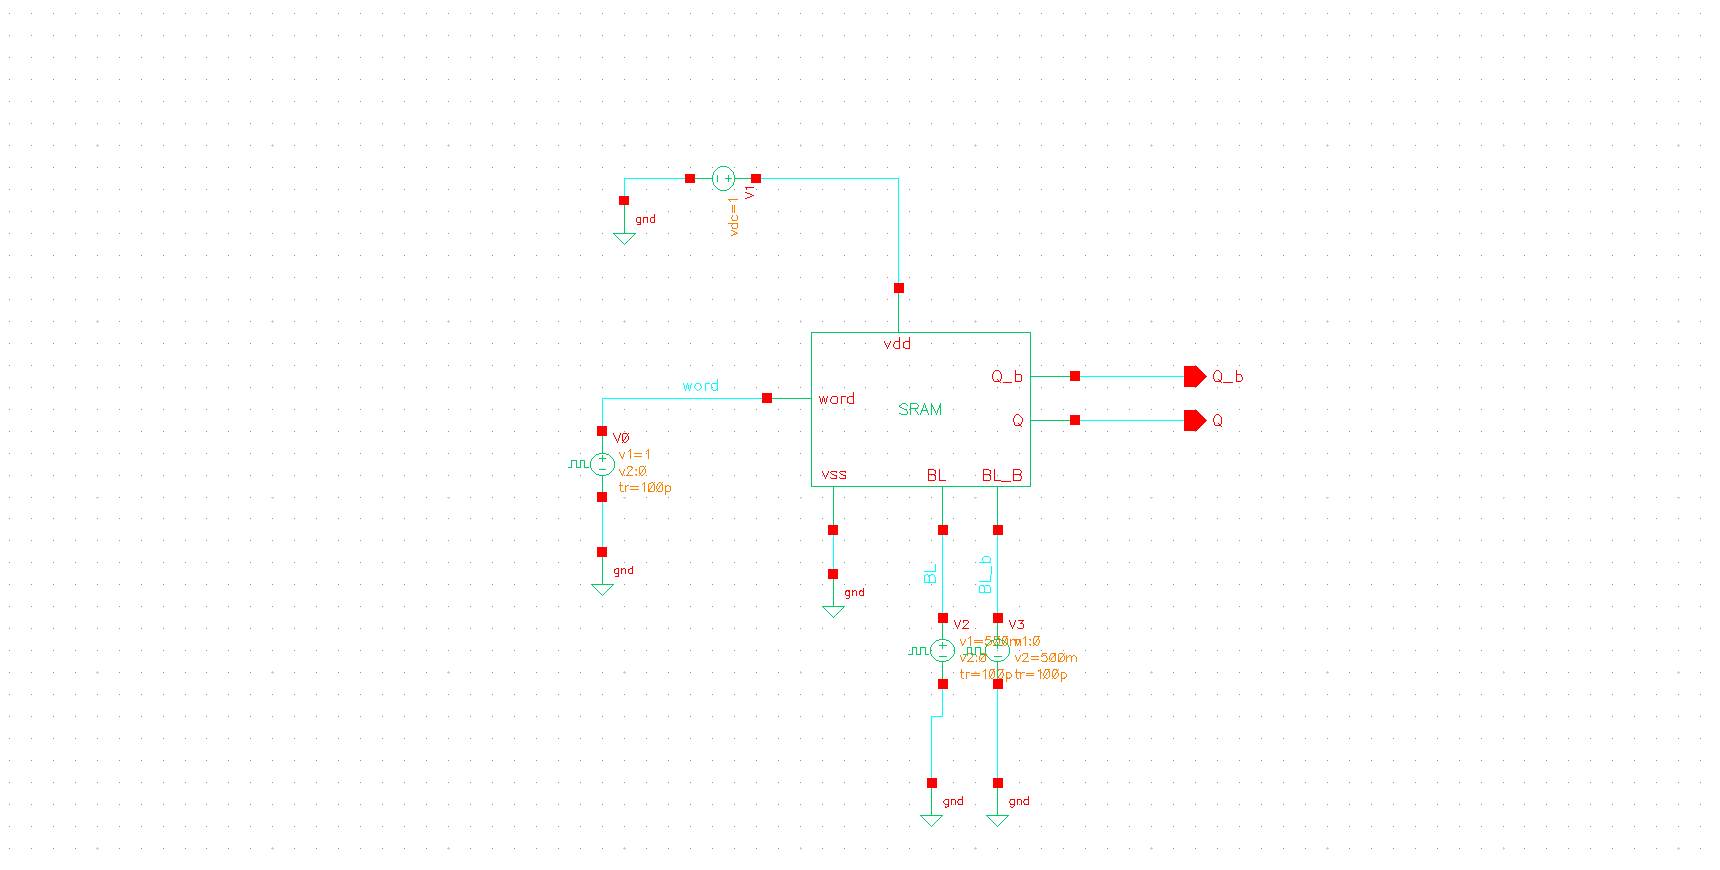 V1
vdc=1
gnd
vdd
Q_b
Q_b
word
word
SRAM
Q
Q
V0
v1=1
v2:0
tr=100p
vss
BL
BL_B
gnd
BL
BL_b
gnd
V2
v1=500m
v2:0
tr=100p
V3
v1:0
v2=500m
tr=100p
gnd
gnd